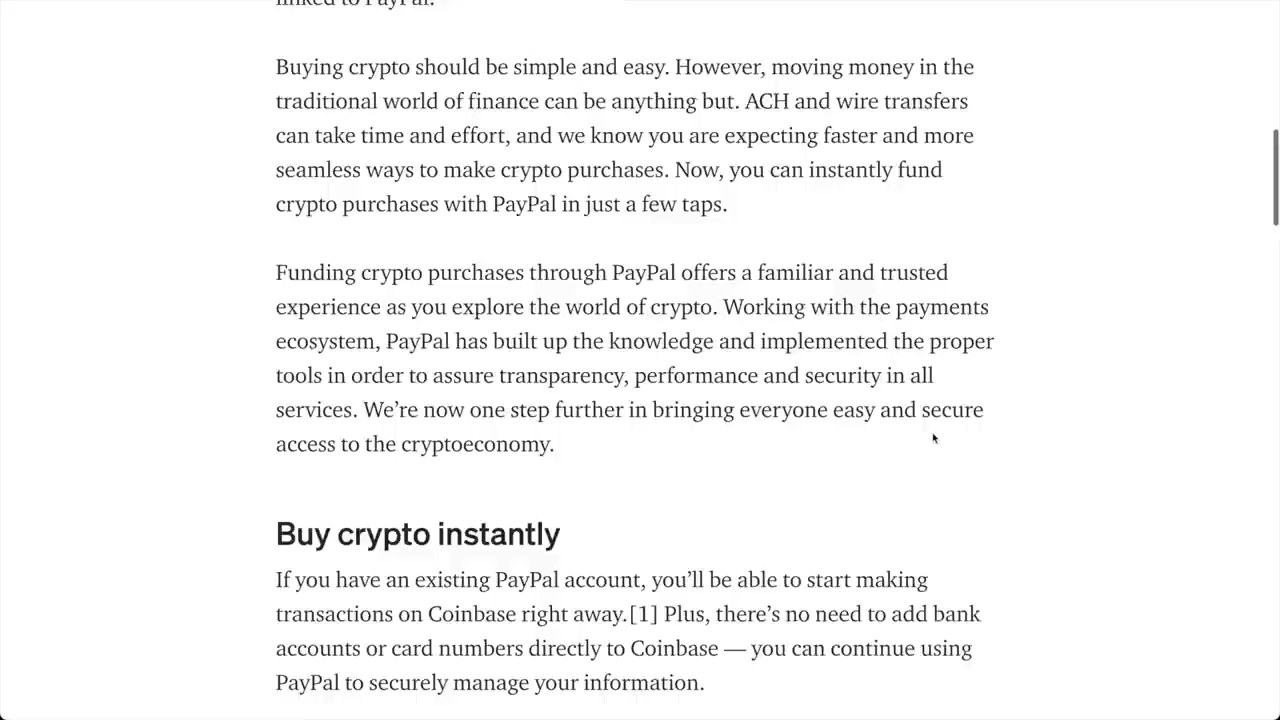 linked to PayPal.
Buying crypto should be simple and easy. However, moving money in the
traditional world of finance can be anything but. ACH and wire transfers
can take time and effort, and we know you are expecting faster and more
seamless ways to make crypto purchases. Now, you can instantly fund
crypto purchases with PayPal in just a few taps.
Funding crypto purchases through PayPal offers a familiar and trusted
experience as you explore the world of crypto. Working with the payments
ecosystem, PayPal has built up the knowledge and implemented the proper
tools in order to assure transparency, performance and security in all
services. We’re now one step further in bringing everyone easy and secure
access to the cryptoeconomy.
Buy crypto instantly
If you have an existing PayPal account, you’ll be able to start making
transactions on Coinbase right away.[1] Plus, there’s no need to add bank
accounts or card numbers directly to Coinbase — you can continue using
PayPal to securely manage your information.